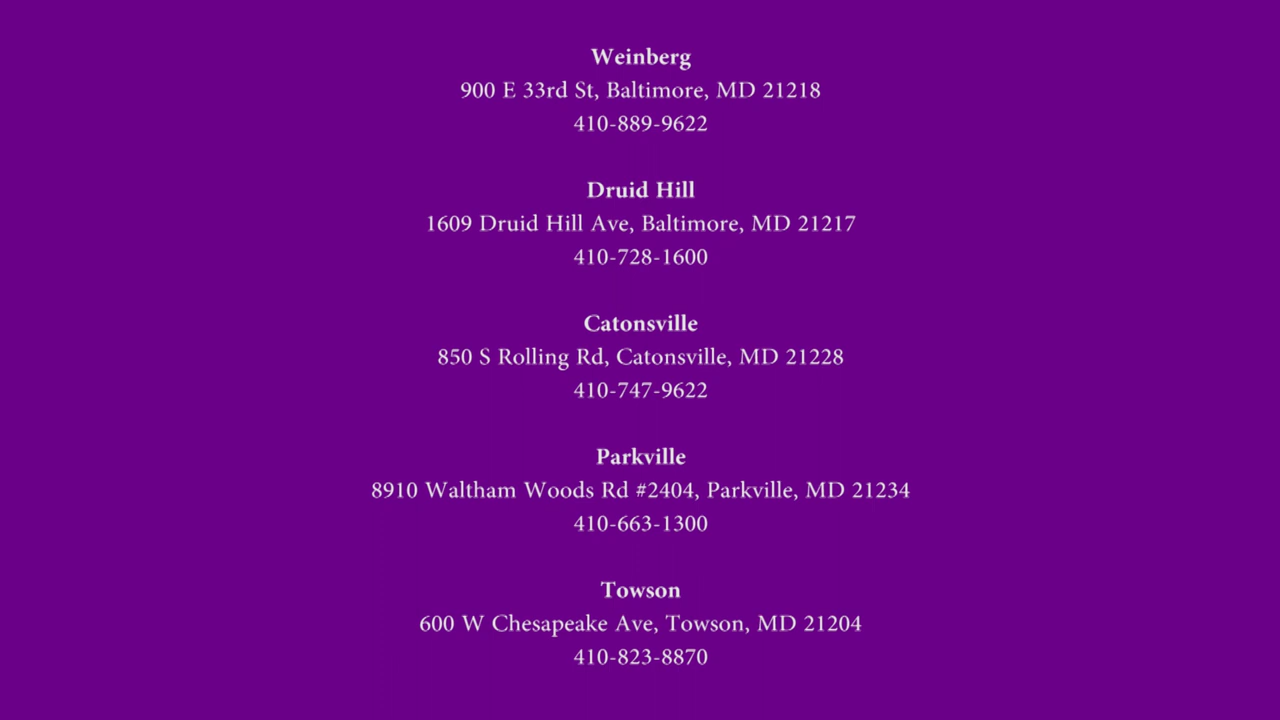 Weinberg
900 E 33rd St, Baltimore, MD 21218
410-889-9622
Druid Hill
1609 Druid Hill Ave, Baltimore, MD 21217
410-728-1600
Catonsville
850 S Rolling Rd, Catonsville, MD 21228
410-747-9622
Parkville
8910 Waltham Woods Rd #2404, Parkville, MD 21234
410-663-1300
Towson
600 W Chesapeake Ave, Towson, MD 21204
410-823-8870